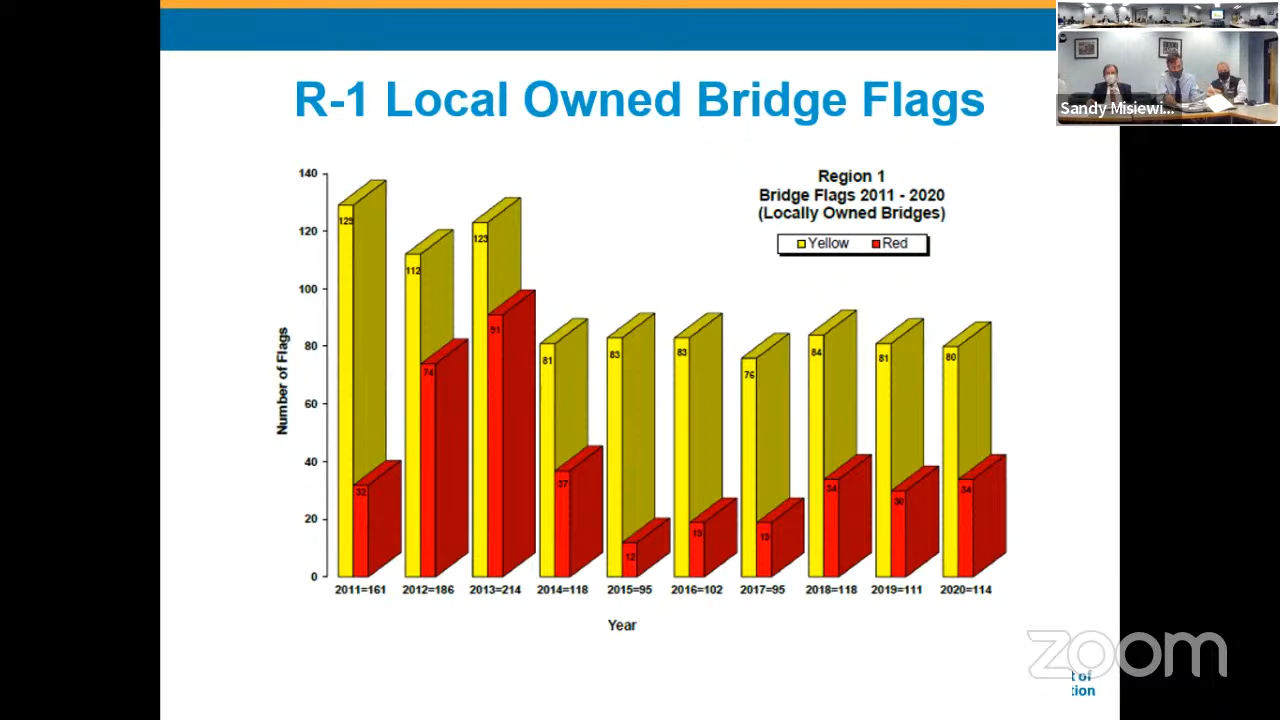 R-1 Local Owned Bridge Flags
Sandy Misiewi...
Region 1
Bridge Flags 2011 - 2020
(Locally Owned Bridges)
Yellow Red
Number of Flags
140
120
100
80
60
40
20
0
129
112
123
81
83
83
76
84
81
80
32
74
91
37
12
19
19
34
30
34
2011=161 2012=186 2013=214 2014=118 2015=95 2016=102 2017=95 2018=118 2019=111 2020=114
Year
zoom
t of
tion